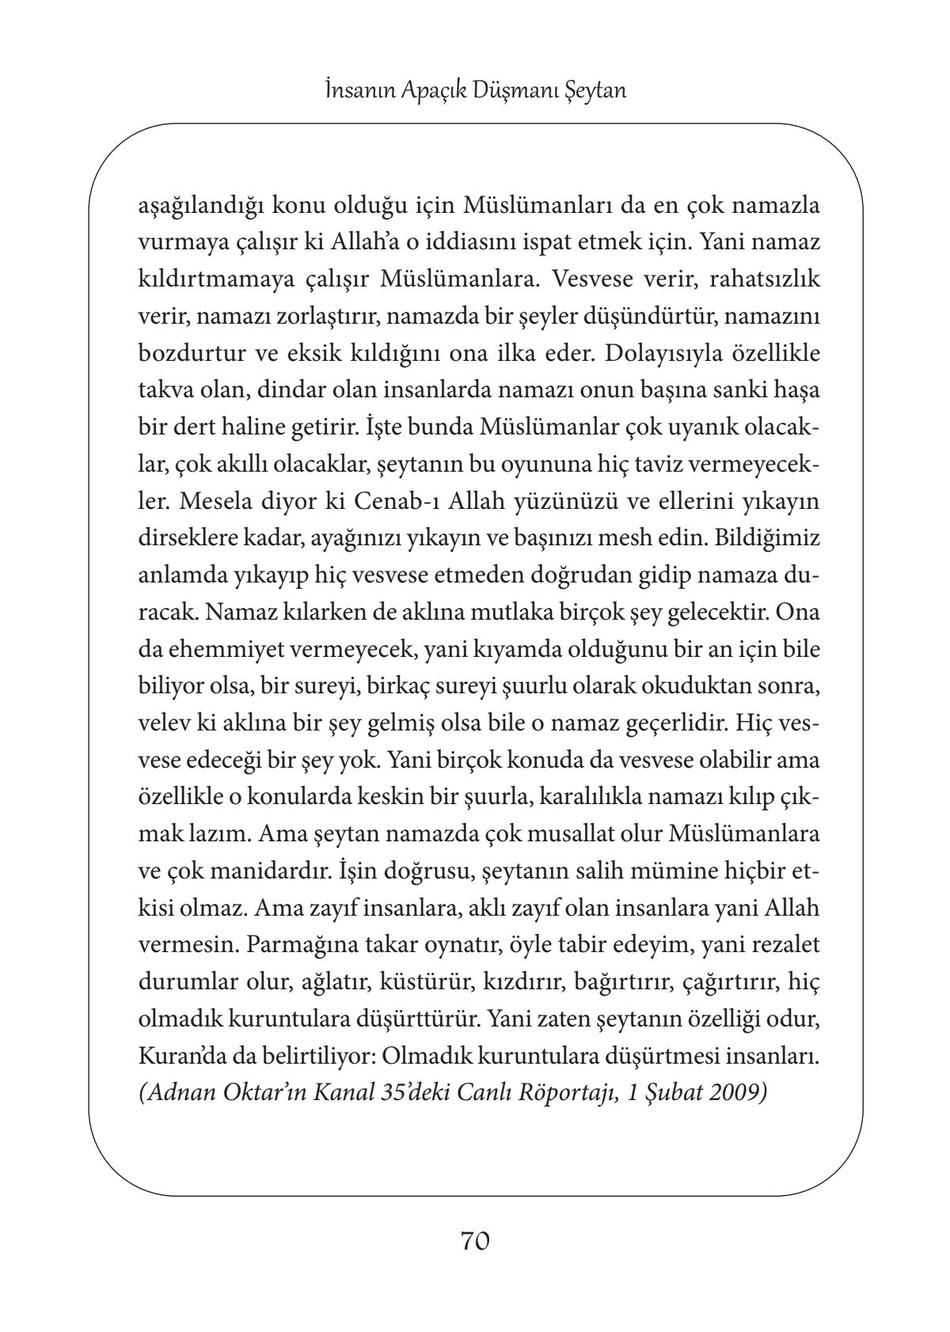 İnsanın Apaçık Düşmanı Şeytan
aşağılandığı konu olduğu için Müslümanları da en çok namazla
vurmaya çalışır ki Allah’a o iddiasını ispat etmek için. Yani namaz
kıldırtmamaya çalışır Müslümanlara. Vesvese verir, rahatsızlık
verir, namazı zorlaştırır, namazda bir şeyler düşündürtür, namazını
bozdurtur ve eksik kıldığını ona ilka eder. Dolayısıyla özellikle
takva olan, dindar olan insanlarda namazı onun başına sanki haşa
bir dert haline getirir. İşte bunda Müslümanlar çok uyanık olacak-
lar, çok akıllı olacaklar, şeytanın bu oyununa hiç taviz vermeyecek-
ler. Mesela diyor ki Cenab-ı Allah yüzünüzü ve ellerini yıkayın
dirseklere kadar, ayağınızı yıkayın ve başınızı mesh edin. Bildiğimiz
anlamda yıkayıp hiç vesvese etmeden doğrudan gidip namaza du-
racak. Namaz kılarken de aklına mutlaka birçok şey gelecektir. Ona
da ehemmiyet vermeyecek, yani kıyamda olduğunu bir an için bile
biliyor olsa, bir sureyi, birkaç sureyi şuurlu olarak okuduktan sonra,
velev ki aklına bir şey gelmiş olsa bile o namaz geçerlidir. Hiç ves-
vese edeceği bir şey yok. Yani birçok konuda da vesvese olabilir ama
özellikle o konularda keskin bir şuurla, karalılıkla namazı kılıp çık-
mak lazım. Ama şeytan namazda çok musallat olur Müslümanlara
ve çok manidardır. İşin doğrusu, şeytanın salih mümine hiçbir et-
kisi olmaz. Ama zayıf insanlara, aklı zayıf olan insanlara yani Allah
vermesin. Parmağına takar oynatır, öyle tabir edeyim, yani rezalet
durumlar olur, ağlatır, küstürür, kızdırır, bağırtırır, çağırtırır, hiç
olmadık kuruntulara düşürttürür. Yani zaten şeytanın özelliği odur,
Kuran’da da belirtiliyor: Olmadık kuruntulara düşürtmesi insanları.
(Adnan Oktar’ın Kanal 35’deki Canlı Röportajı, 1 Şubat 2009)
70